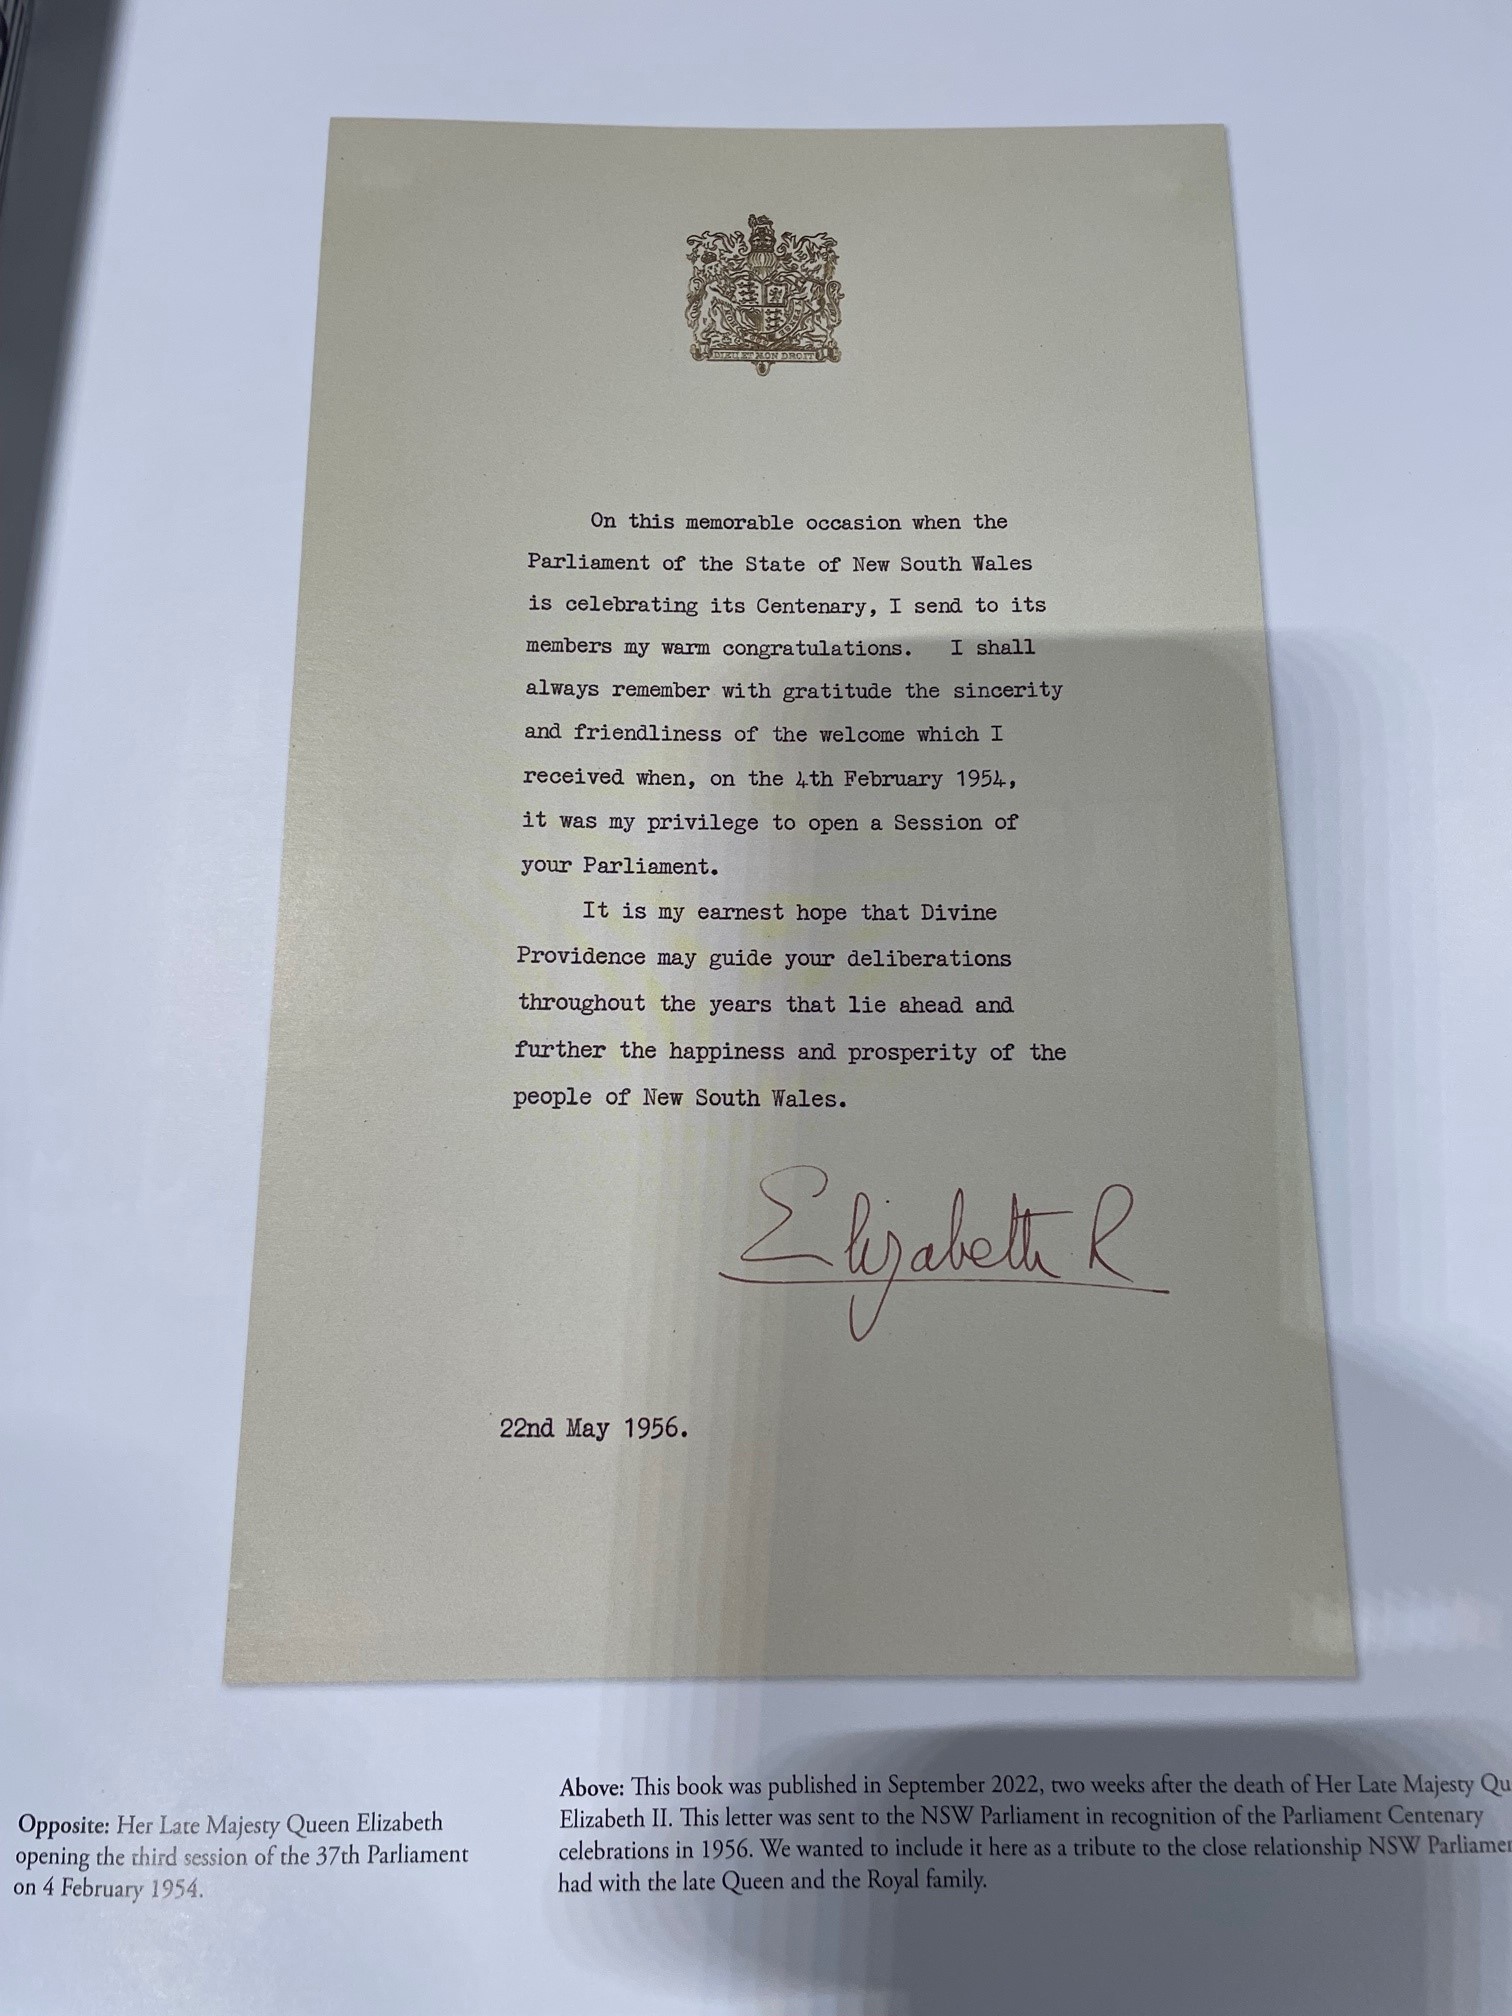 DIEU ET MON DROIT
On this memorable occasion when the
Parliament of the State of New South Wales
is celebrating its Centenary, I send to its
members my warm congratulations. I shall
always remember with gratitude the sincerity
and friendliness of the welcome which I
received when, on the 4th February 1954,
it was my privilege to open a Session of
your Parliament.
It is my earnest hope that Divine
Providence may guide your deliberations
throughout the years that lie ahead and
further the happiness and prosperity of the
people of New South Wales.
Elizabeth R
22nd May 1956.
Opposite: Her Late Majesty Queen Elizabeth
opening the third session of the 37th Parliament
on 4 February 1954.
Above: This book was published in September 2022, two weeks after the death of Her Late Majesty Qu
Elizabeth II. This letter was sent to the NSW Parliament in recognition of the Parliament Centenary
celebrations in 1956. We wanted to include it here as a tribute to the close relationship NSW Parliamen
had with the late Queen and the Royal family.